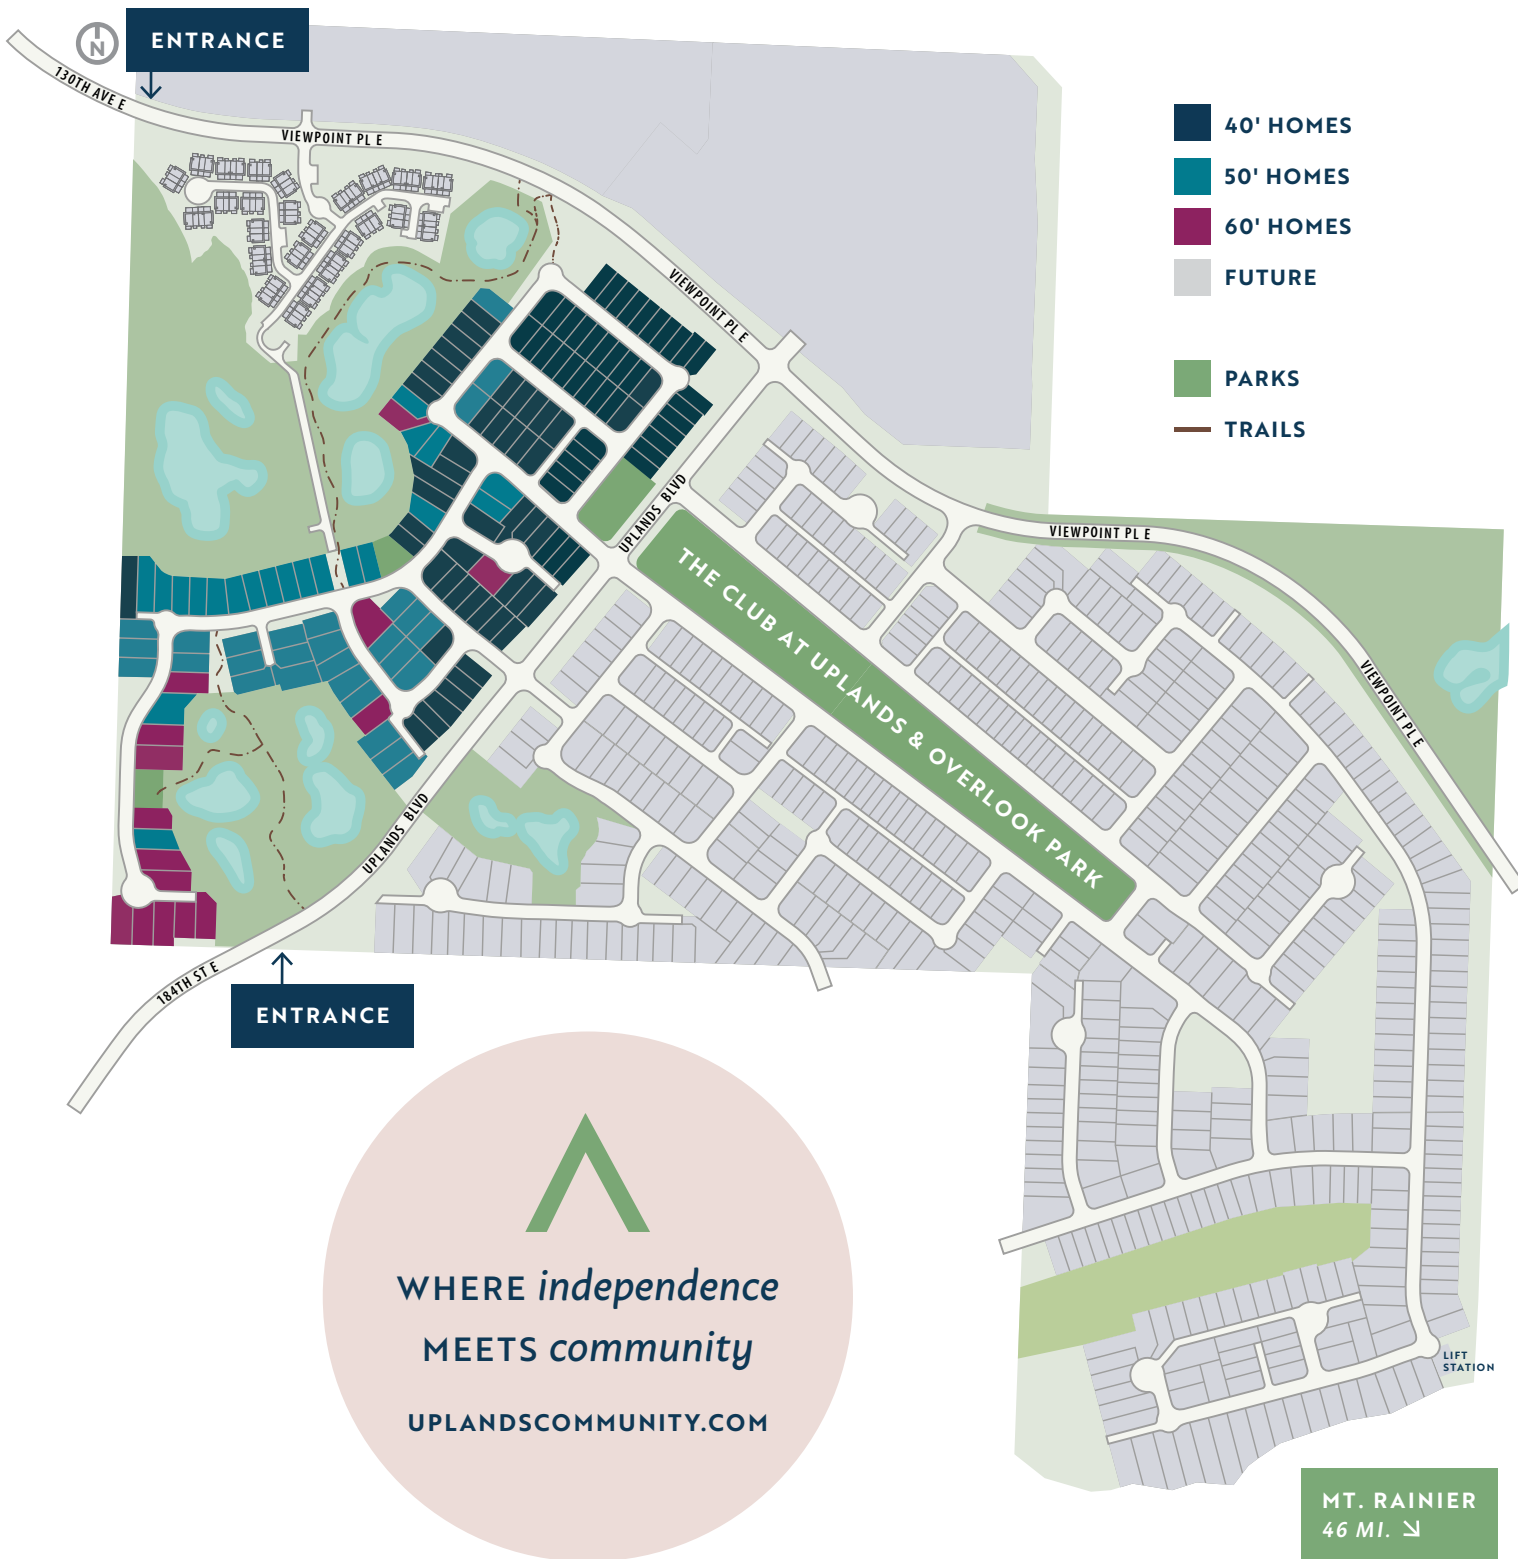 N
ENTRANCE
130TH AVE E
VIEWPOINT PL E
40' HOMES
50' HOMES
60' HOMES
FUTURE
PARKS
TRAILS
VIEWPOINT PL E
UPLANDS BLVD
VIEWPOINT PL E
THE CLUB AT UPLANDS & OVERLOOK PARK
VIEWPOINT PL E
UPLANDS BLVD
184TH ST E
ENTRANCE
WHERE independence
MEETS community
UPLANDSCOMMUNITY.COM
LIFT
STATION
MT. RAINIER
46 MI.